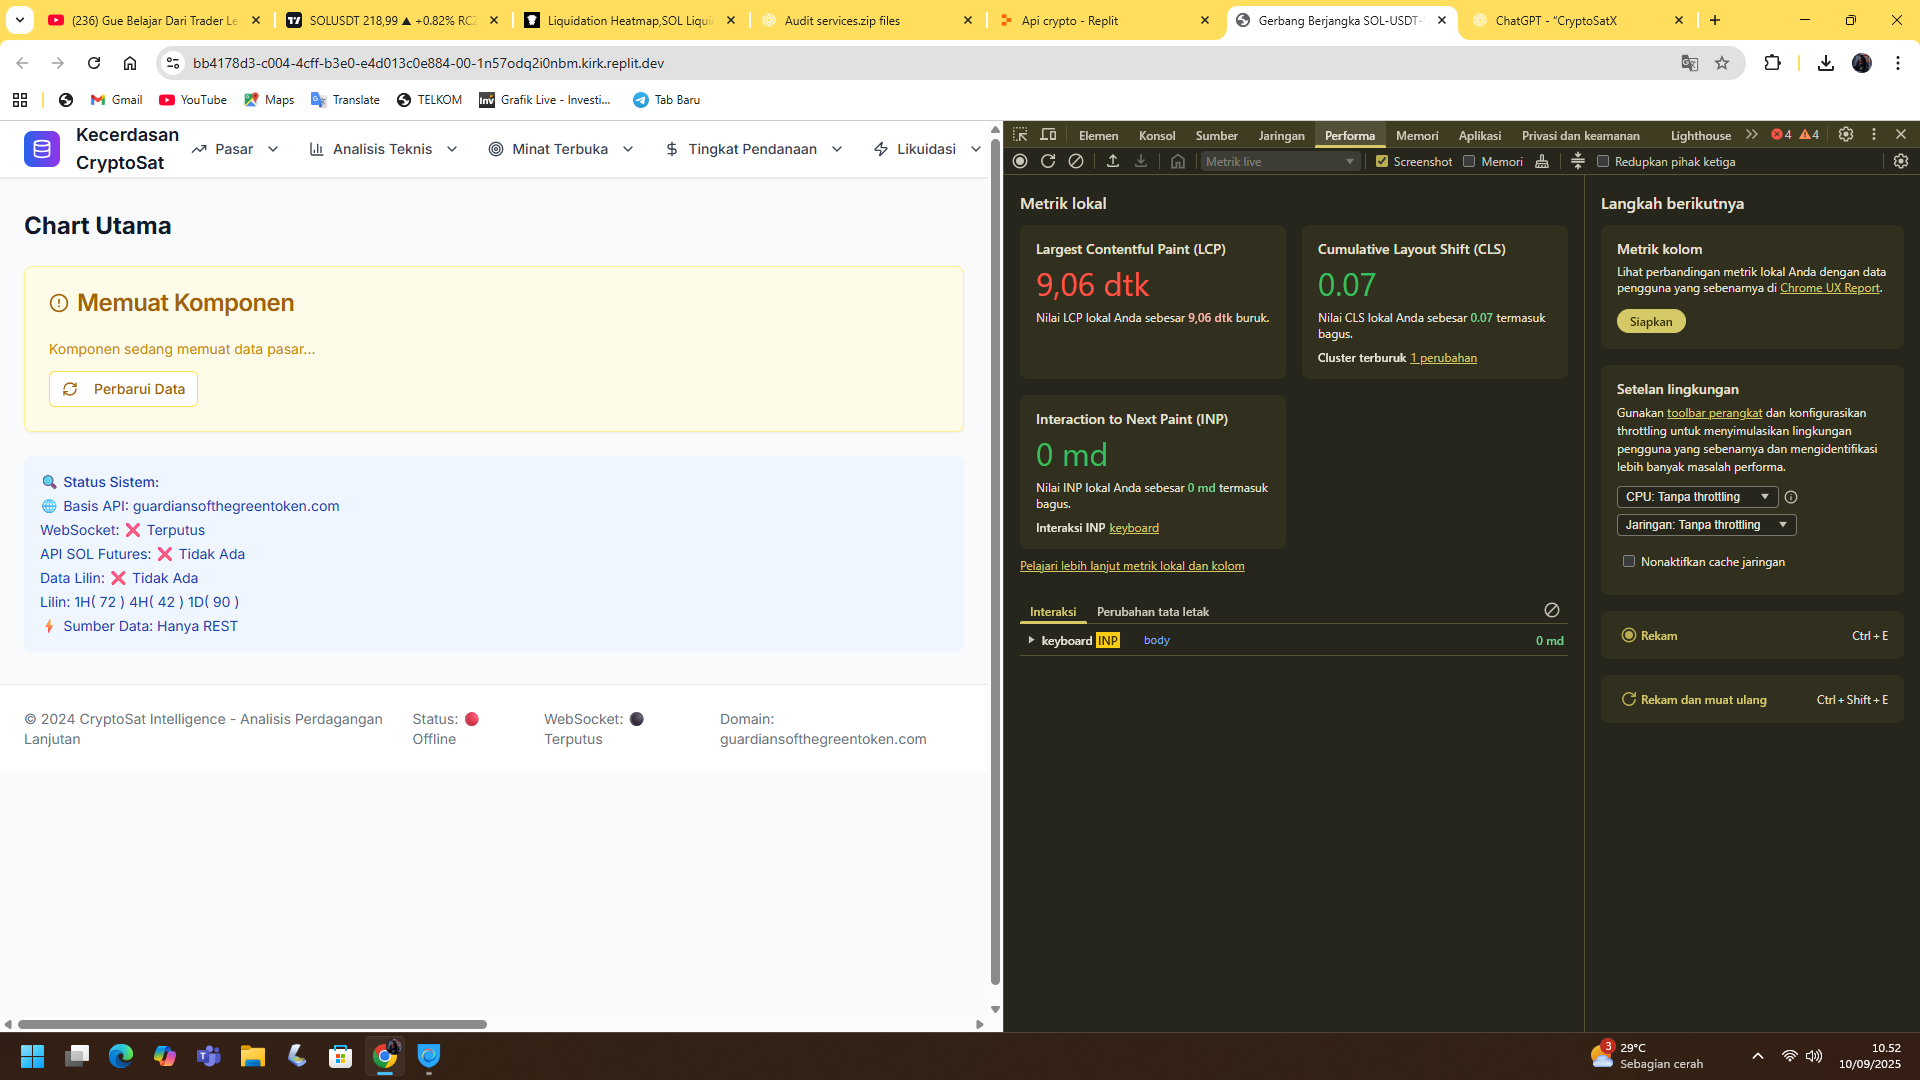 (236) Gue Belajar Dari Trader Le
SOLUSDT 218,99 ▲ +0.82% RCZ
Liquidation Heatmap,SOL Liquid
Audit services.zip files
Api crypto - Replit
Gerbang Berjangka SOL-USDT-
ChatGPT - "CryptoSatX
bb4178d3-c004-4cff-b3e0-e4d013c0e884-00-1n57odq2i0nbm.kirk.replit.dev
Gmail
YouTube
Maps
Translate
TELKOM
Inv Grafik Live - Investi...
Tab Baru
Kecerdasan
CryptoSat
Pasar
Analisis Teknis
Minat Terbuka
Tingkat Pendanaan
Likuidasi
Chart Utama
Memuat Komponen
Komponen sedang memuat data pasar...
Perbarui Data
🔍 Status Sistem:
🌐 Basis API: guardiansofthegreentoken.com
WebSocket: ❌ Terputus
API SOL Futures: ❌ Tidak Ada
Data Lilin: ❌ Tidak Ada
Lilin: 1H( 72 ) 4H( 42 ) 1D( 90 )
⚡ Sumber Data: Hanya REST
© 2024 CryptoSat Intelligence - Analisis Perdagangan
Lanjutan
Status: 🔴
Offline
WebSocket: ⚫
Terputus
Domain:
guardiansofthegreentoken.com
Elemen
Konsol
Sumber
Jaringan
Performa
Memori
Aplikasi
Privasi dan keamanan
Lighthouse
4
4
Metrik live
Screenshot
Memori
Redupkan pihak ketiga
Metrik lokal
Largest Contentful Paint (LCP)
9,06 dtk
Nilai LCP lokal Anda sebesar 9,06 dtk buruk.
Cumulative Layout Shift (CLS)
0.07
Nilai CLS lokal Anda sebesar 0.07 termasuk
bagus.
Cluster terburuk 1 perubahan
Interaction to Next Paint (INP)
0 md
Nilai INP lokal Anda sebesar 0 md termasuk
bagus.
Interaksi INP keyboard
Pelajari lebih lanjut metrik lokal dan kolom
Interaksi
Perubahan tata letak
keyboard INP
body
0 md
Langkah berikutnya
Metrik kolom
Lihat perbandingan metrik lokal Anda dengan data
pengguna yang sebenarnya di Chrome UX Report.
Siapkan
Setelan lingkungan
Gunakan toolbar perangkat dan konfigurasikan
throttling untuk menyimulasikan lingkungan
pengguna yang sebenarnya dan mengidentifikasi
lebih banyak masalah performa.
CPU: Tanpa throttling
Jaringan: Tanpa throttling
Nonaktifkan cache jaringan
Rekam
Ctrl + E
Rekam dan muat ulang
Ctrl + Shift + E
3
29°C
Sebagian cerah
10.52
10/09/2025